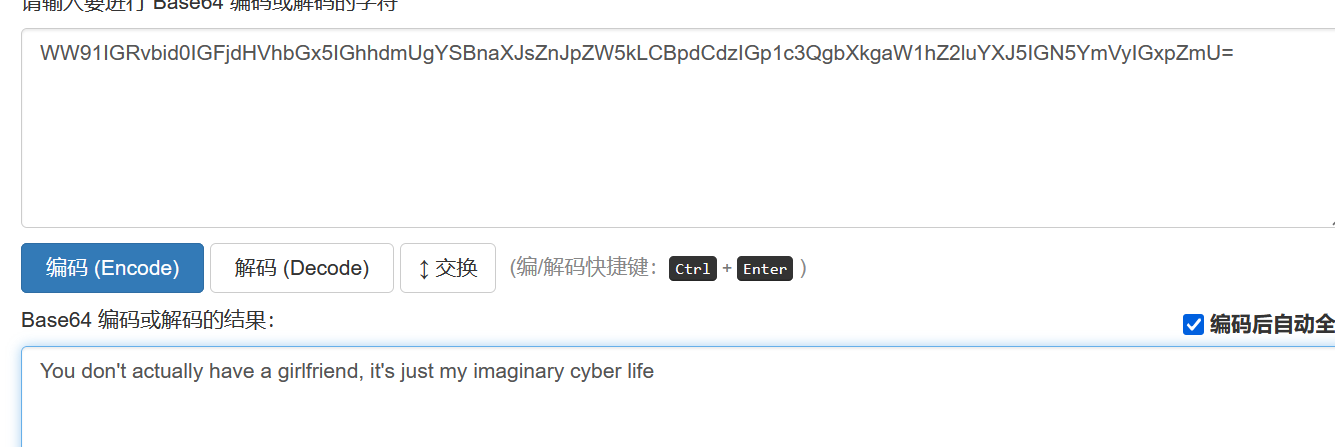 请输入要进行 Base64 编码或解码的字符
WW91IGRvbid0IGFjdHVhbGx5IGhhdmUgYSBnaXJsZnJpZW5kLCBpdCdzIGp1c3QgbXkgaW1hZ2luYXJ5IGN5YmVyIGxpZmU=
编码 (Encode) 解码 (Decode) ↕ 交换 (编/解码快捷键： Ctrl + Enter )
Base64 编码或解码的结果： 编码后自动全
You don't actually have a girlfriend, it's just my imaginary cyber life